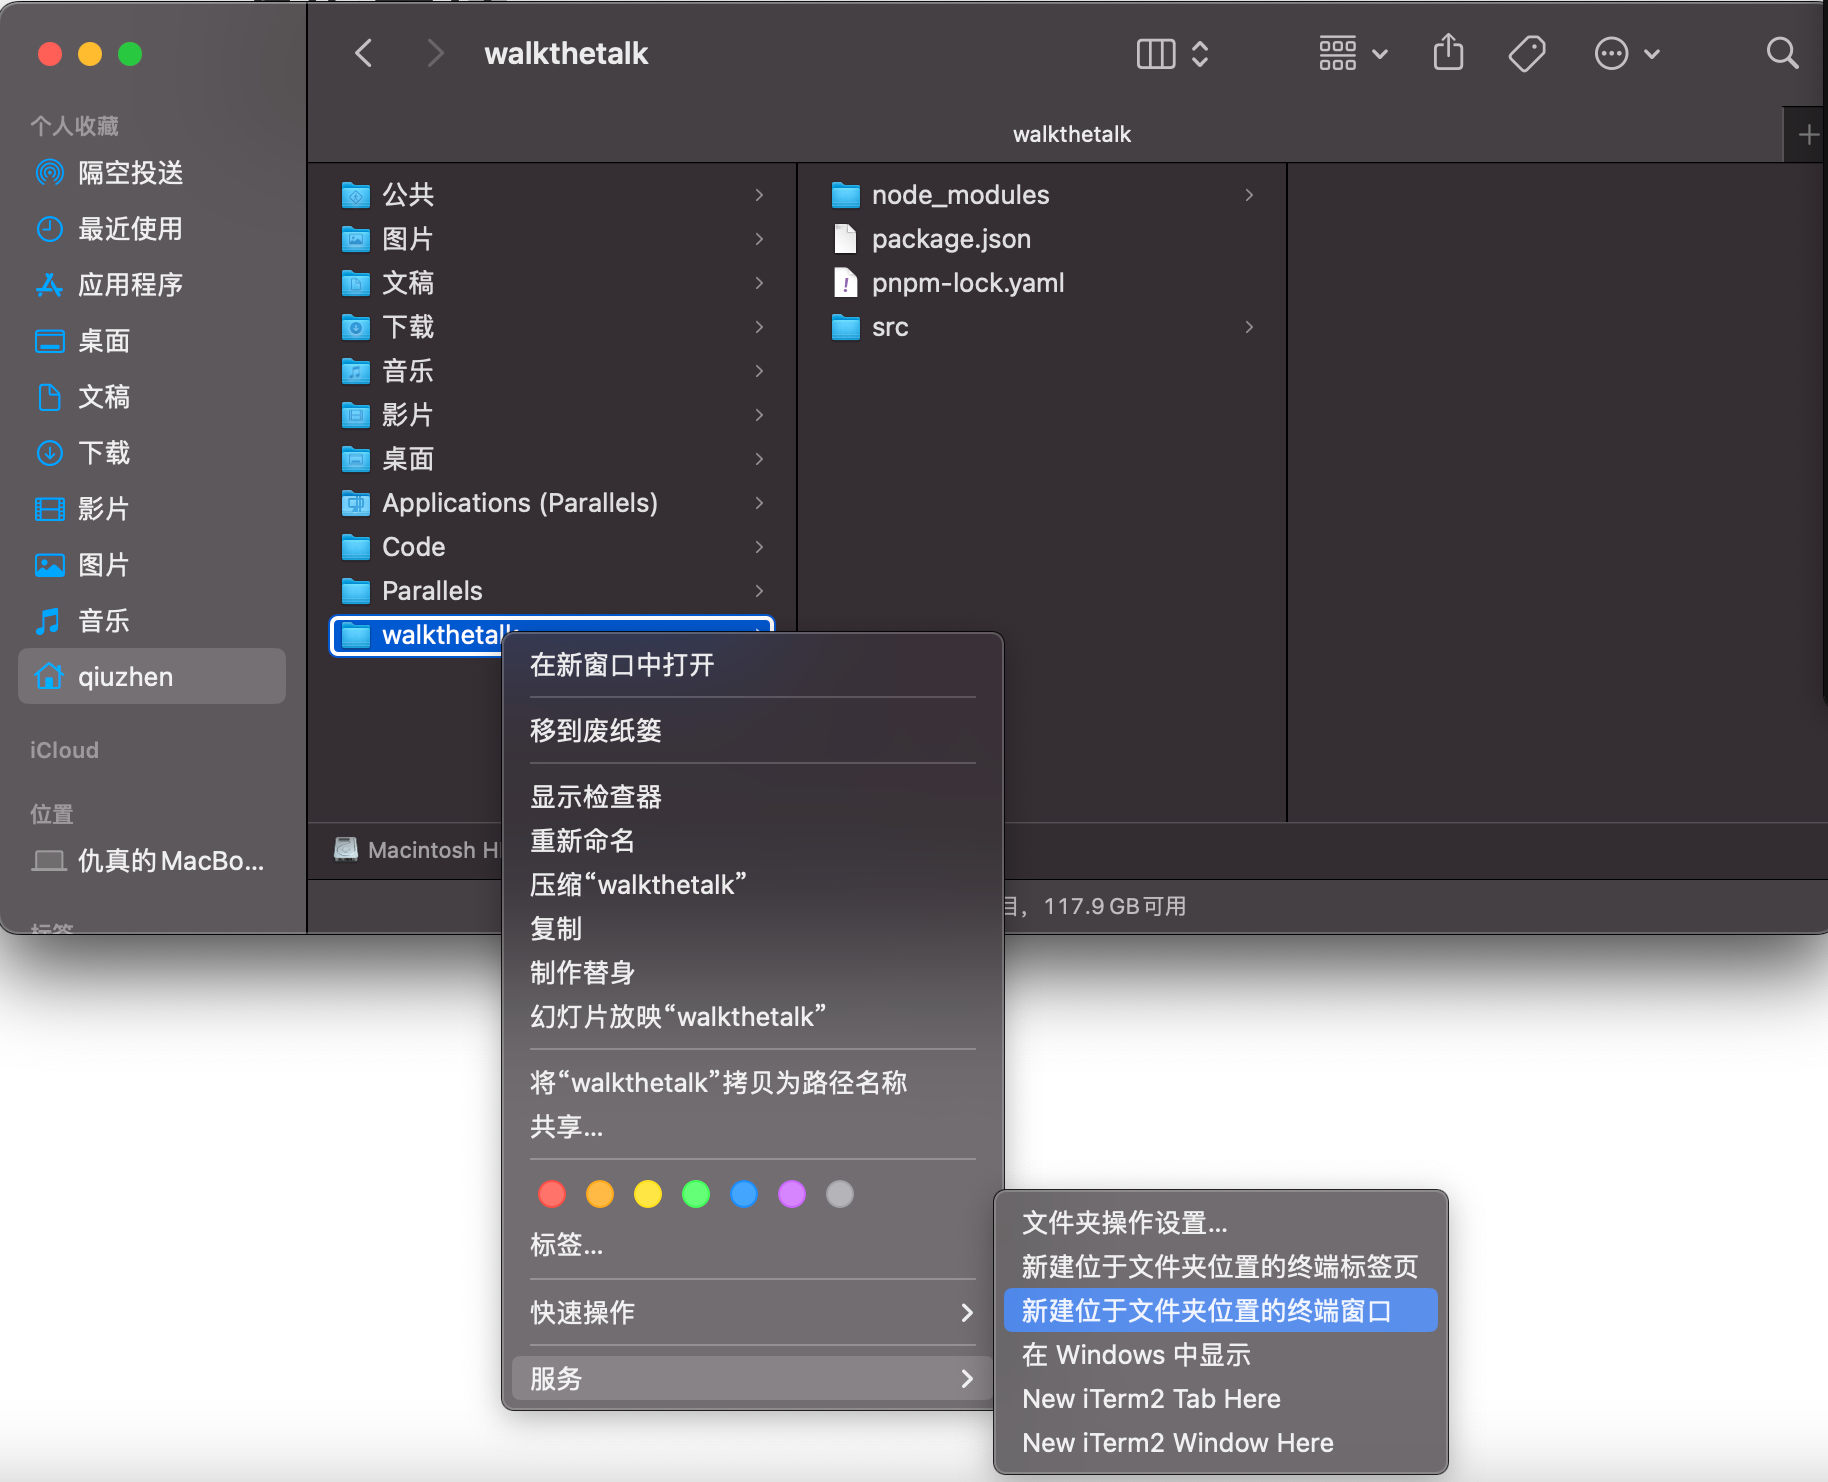 walkthetalk
walkthetalk
个人收藏
隔空投送
最近使用
应用程序
桌面
文稿
下载
影片
图片
音乐
qiuzhen
iCloud
位置
仇真的MacBo...
标签
公共
图片
文稿
下载
音乐
影片
桌面
Applications (Parallels)
Code
Parallels
walkthetalk
node_modules
package.json
pnpm-lock.yaml
src
Macintosh H
目，117.9 GB可用
在新窗口中打开
移到废纸篓
显示检查器
重新命名
压缩“walkthetalk”
复制
制作替身
幻灯片放映“walkthetalk”
将“walkthetalk”拷贝为路径名称
共享...
标签...
快速操作
服务
文件夹操作设置...
新建位于文件夹位置的终端标签页
新建位于文件夹位置的终端窗口
在 Windows 中显示
New iTerm2 Tab Here
New iTerm2 Window Here